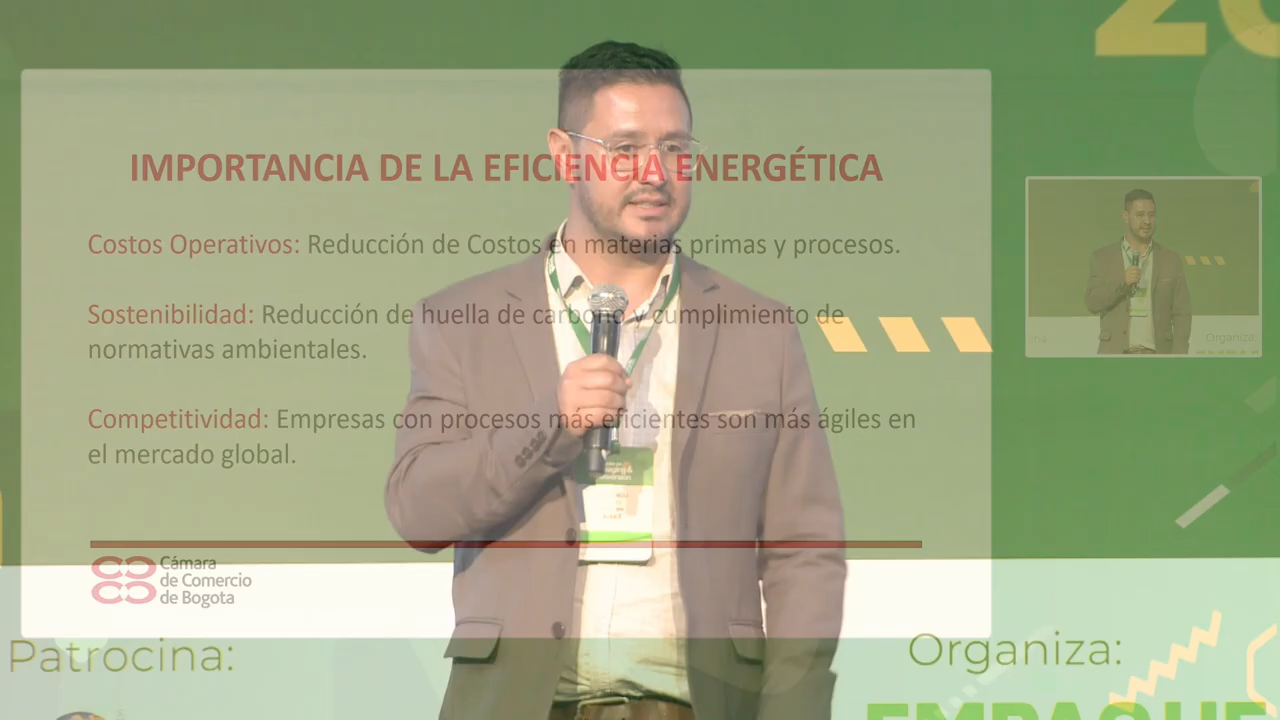 IMPORTANCIA DE LA EFICIENCIA ENERGÉTICA
Costos Operativos: Reducción de Costos en materias primas y procesos.
Sostenibilidad: Reducción de huella de carbono y cumplimiento de
normativas ambientales.
Competitividad: Empresas con procesos más eficientes son más ágiles en
el mercado global.
Cámara
de Comercio
de Bogota
Organiza:
Patrocina:
Organiza: